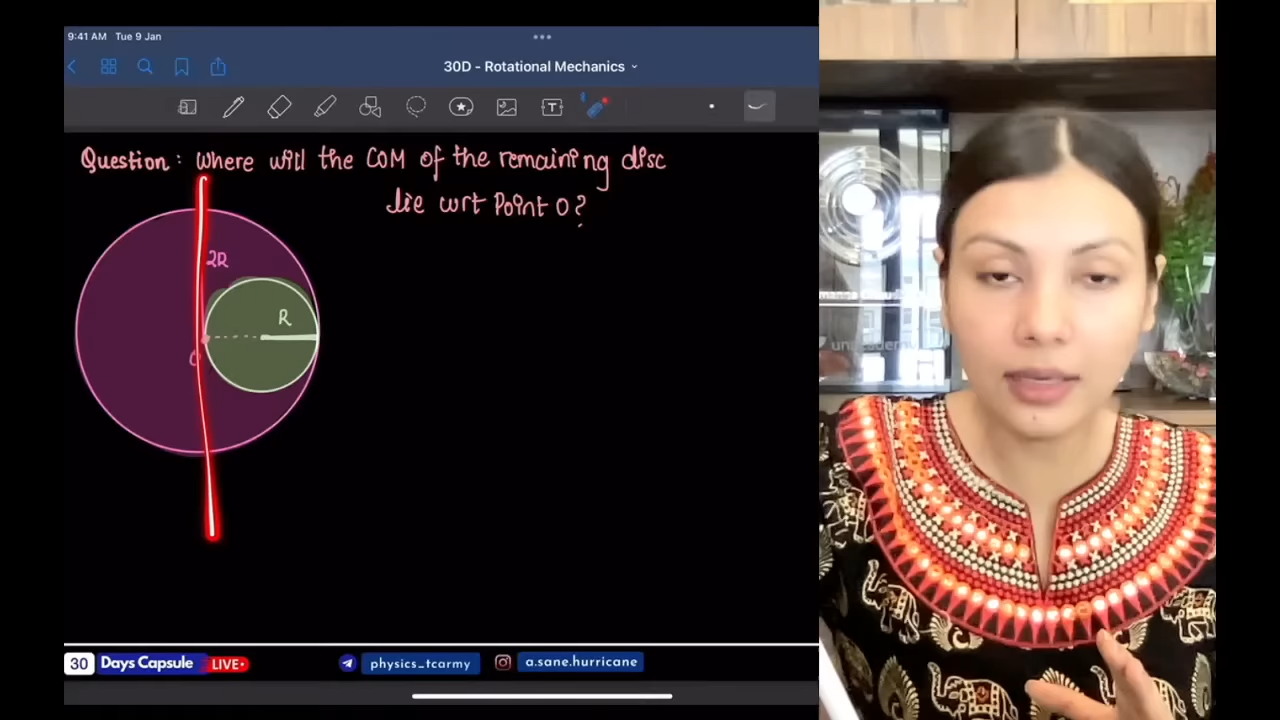 9:41 AM Tue 9 Jan
30D - Rotational Mechanics
T
Question: Where will the COM of the remaining disc
lie wrt Point O?
2R
R
O
30 Days Capsule LIVE
physics_tcarmy
a.sane.hurricane